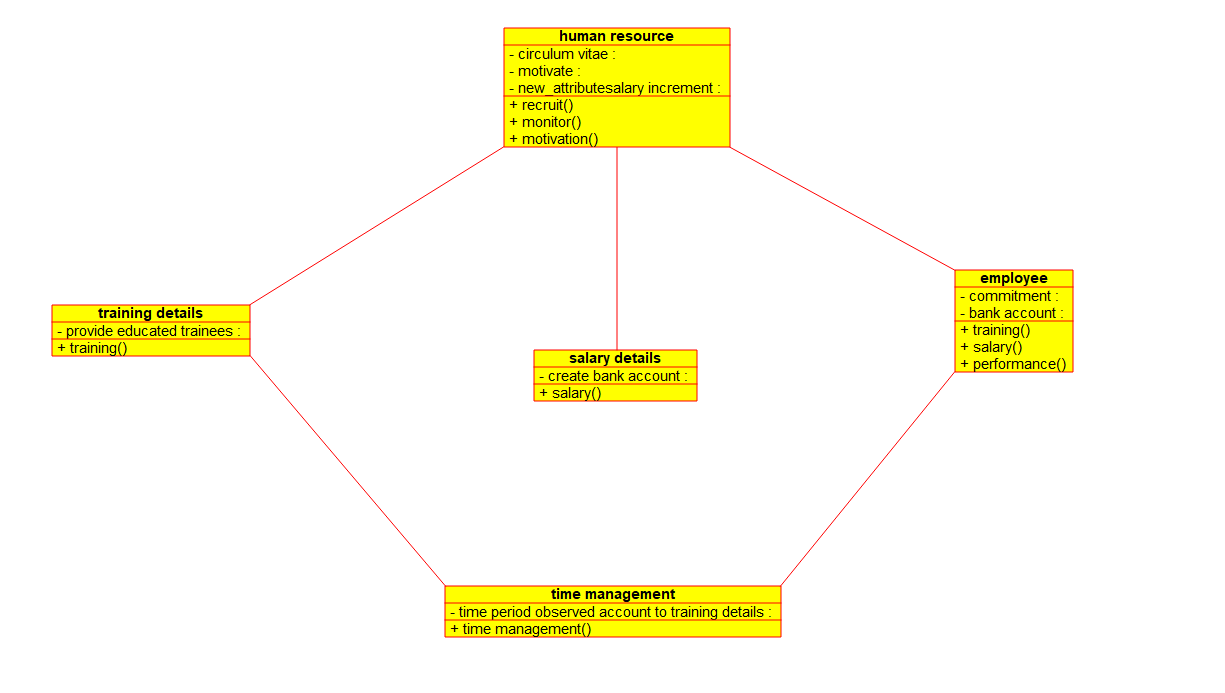 human resource
- circulum vitae :
- motivate :
- new_attributesalary increment :
+ recruit()
+ monitor()
+ motivation()
training details
- provide educated trainees :
+ training()
salary details
- create bank account :
+ salary()
employee
- commitment :
- bank account :
+ training()
+ salary()
+ performance()
time management
- time period observed account to training details :
+ time management()